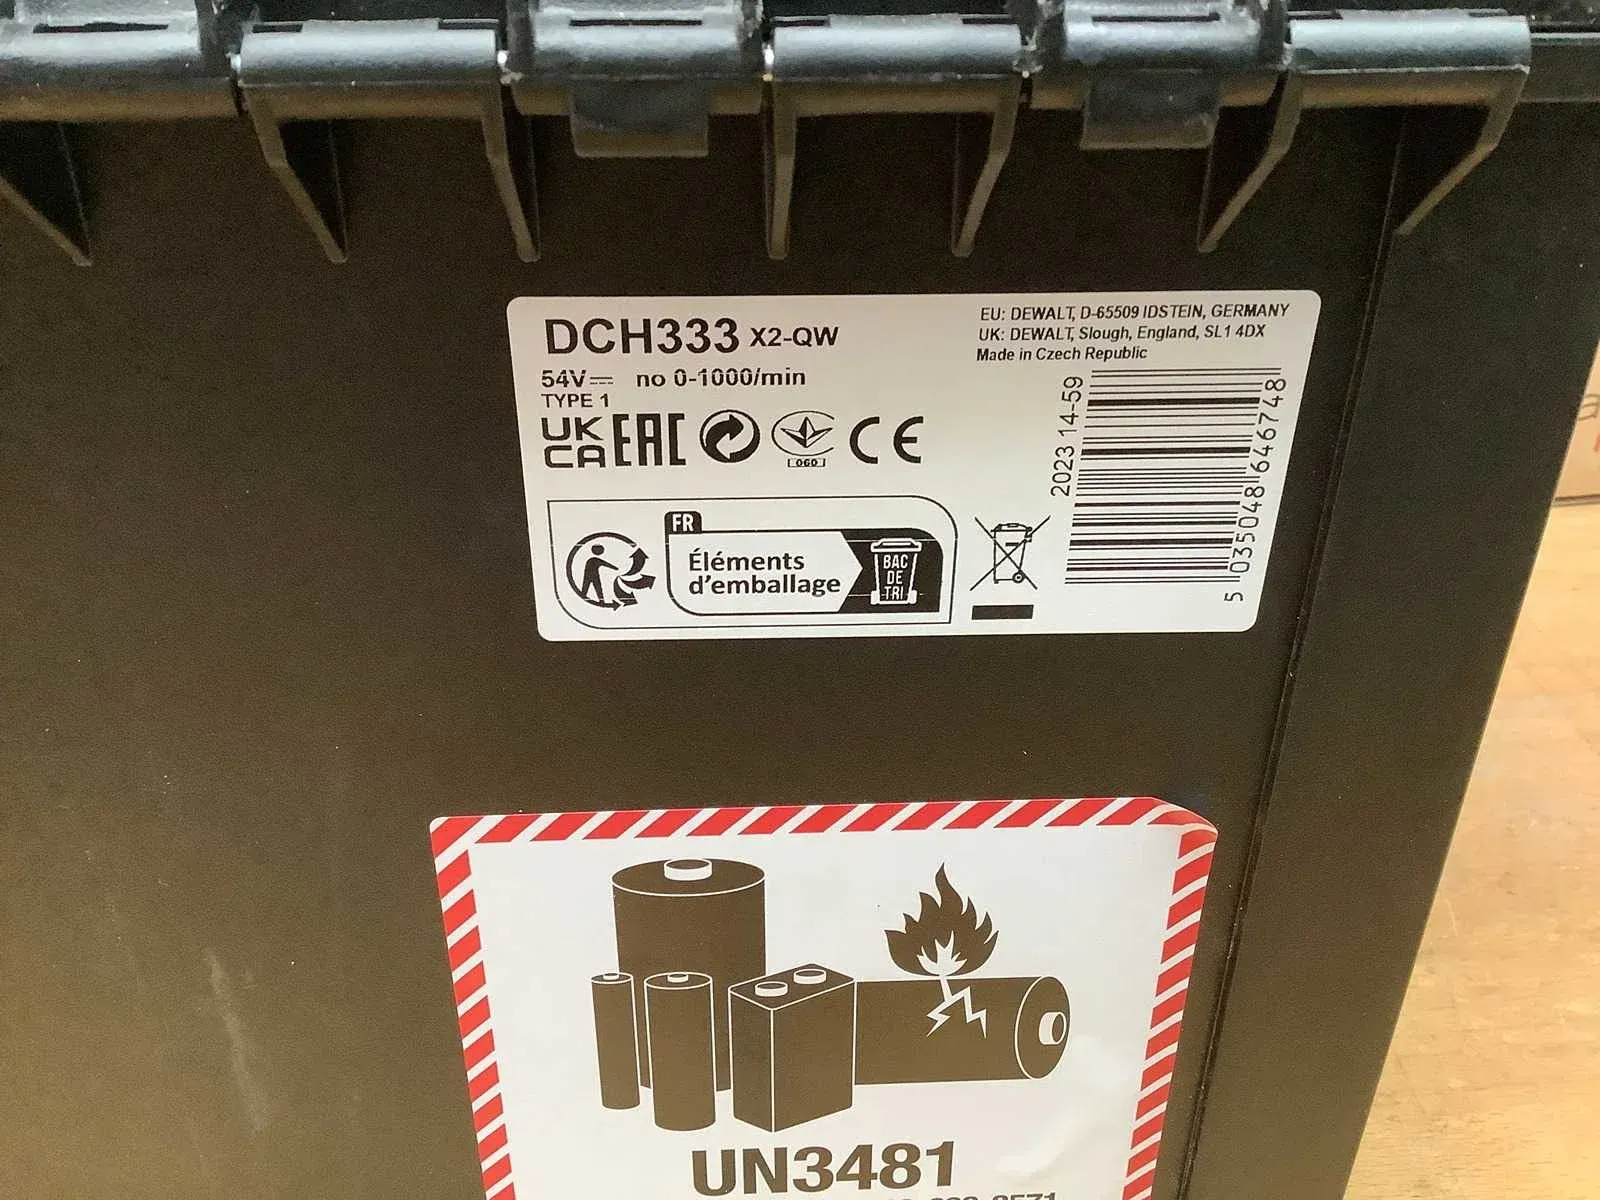 DCH333 X2-QW
54V no 0-1000/min
TYPE 1
EU: DEWALT, D-65509 IDSTEIN, GERMANY
UK: DEWALT, Slough, England, SL1 4DX
Made in Czech Republic
UK
CA EAC CE
060
2023 14-59
5 035048 646748
FR
Éléments
d'emballage
BAC
DE
TRI
UN3481